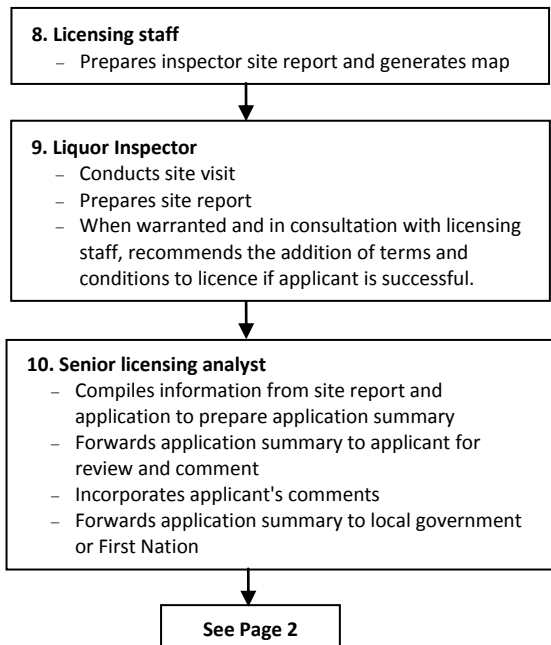 8. Licensing staff
– Prepares inspector site report and generates map
9. Liquor Inspector
– Conducts site visit
– Prepares site report
– When warranted and in consultation with licensing
staff, recommends the addition of terms and
conditions to licence if applicant is successful.
10. Senior licensing analyst
– Compiles information from site report and
application to prepare application summary
– Forwards application summary to applicant for
review and comment
– Incorporates applicant's comments
– Forwards application summary to local government
or First Nation
See Page 2